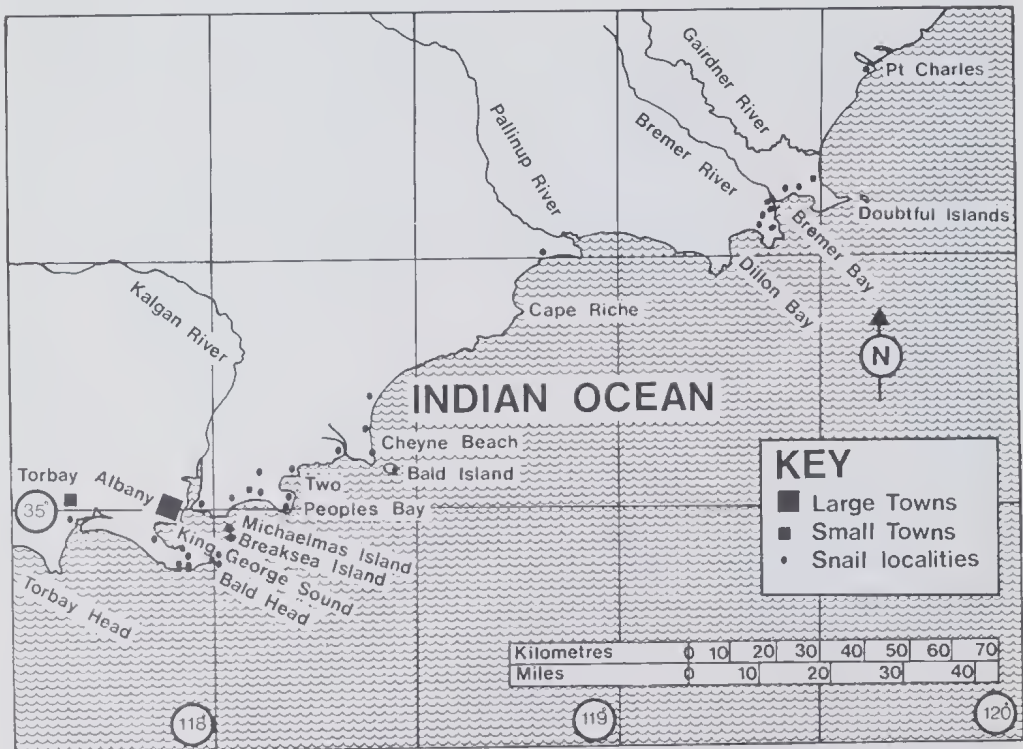 Gairdner River
Pt Charles
Pallinup River
Bremer River
Doubtful Islands
Bremer Bay
Dillon Bay
Kalgan River
Cape Riche
N
INDIAN OCEAN
Cheyne Beach
Bald Island
Torbay
Albany
Two
Peoples Bay
35°
Michaelmas Island
Breaksea Island
King George Sound
Bald Head
Torbay Head
KEY
Large Towns
Small Towns
Snail localities
Kilometres 0 10 20 30 40 50 60 70
Miles 0 10 20 30 40
118°
119°
120°